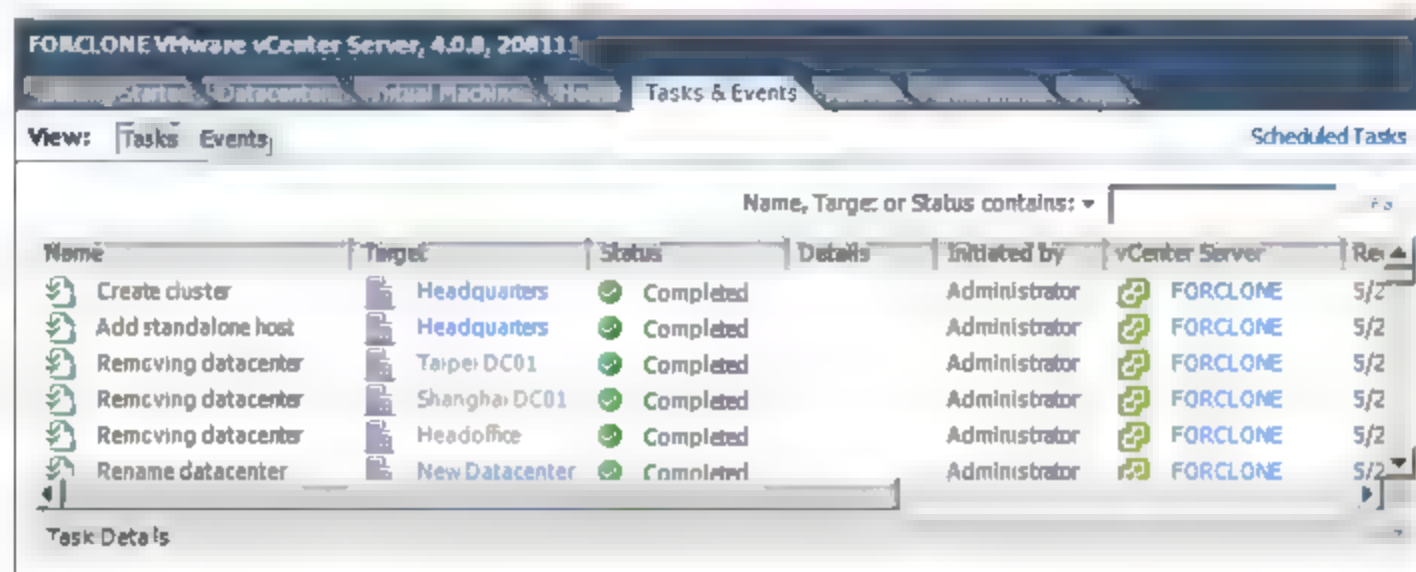 FORCLONE VMware vCenter Server, 4.0.0, 208111
Started Datacenters Virtual Machines Tasks & Events
View: Tasks Events Scheduled Tasks
Name, Target or Status contains:
Name Target Status Details Initiated by vCenter Server
Create cluster Headquarters Completed Administrator FORCLONE 5/2
Add standalone host Headquarters Completed Administrator FORCLONE 5/2
Removing datacenter Taipei DC01 Completed Administrator FORCLONE 5/2
Removing datacenter Shanghai DC01 Completed Administrator FORCLONE 5/2
Removing datacenter Headoffice Completed Administrator FORCLONE 5/2
Rename datacenter New Datacenter Completed Administrator FORCLONE 5/2
Task Details